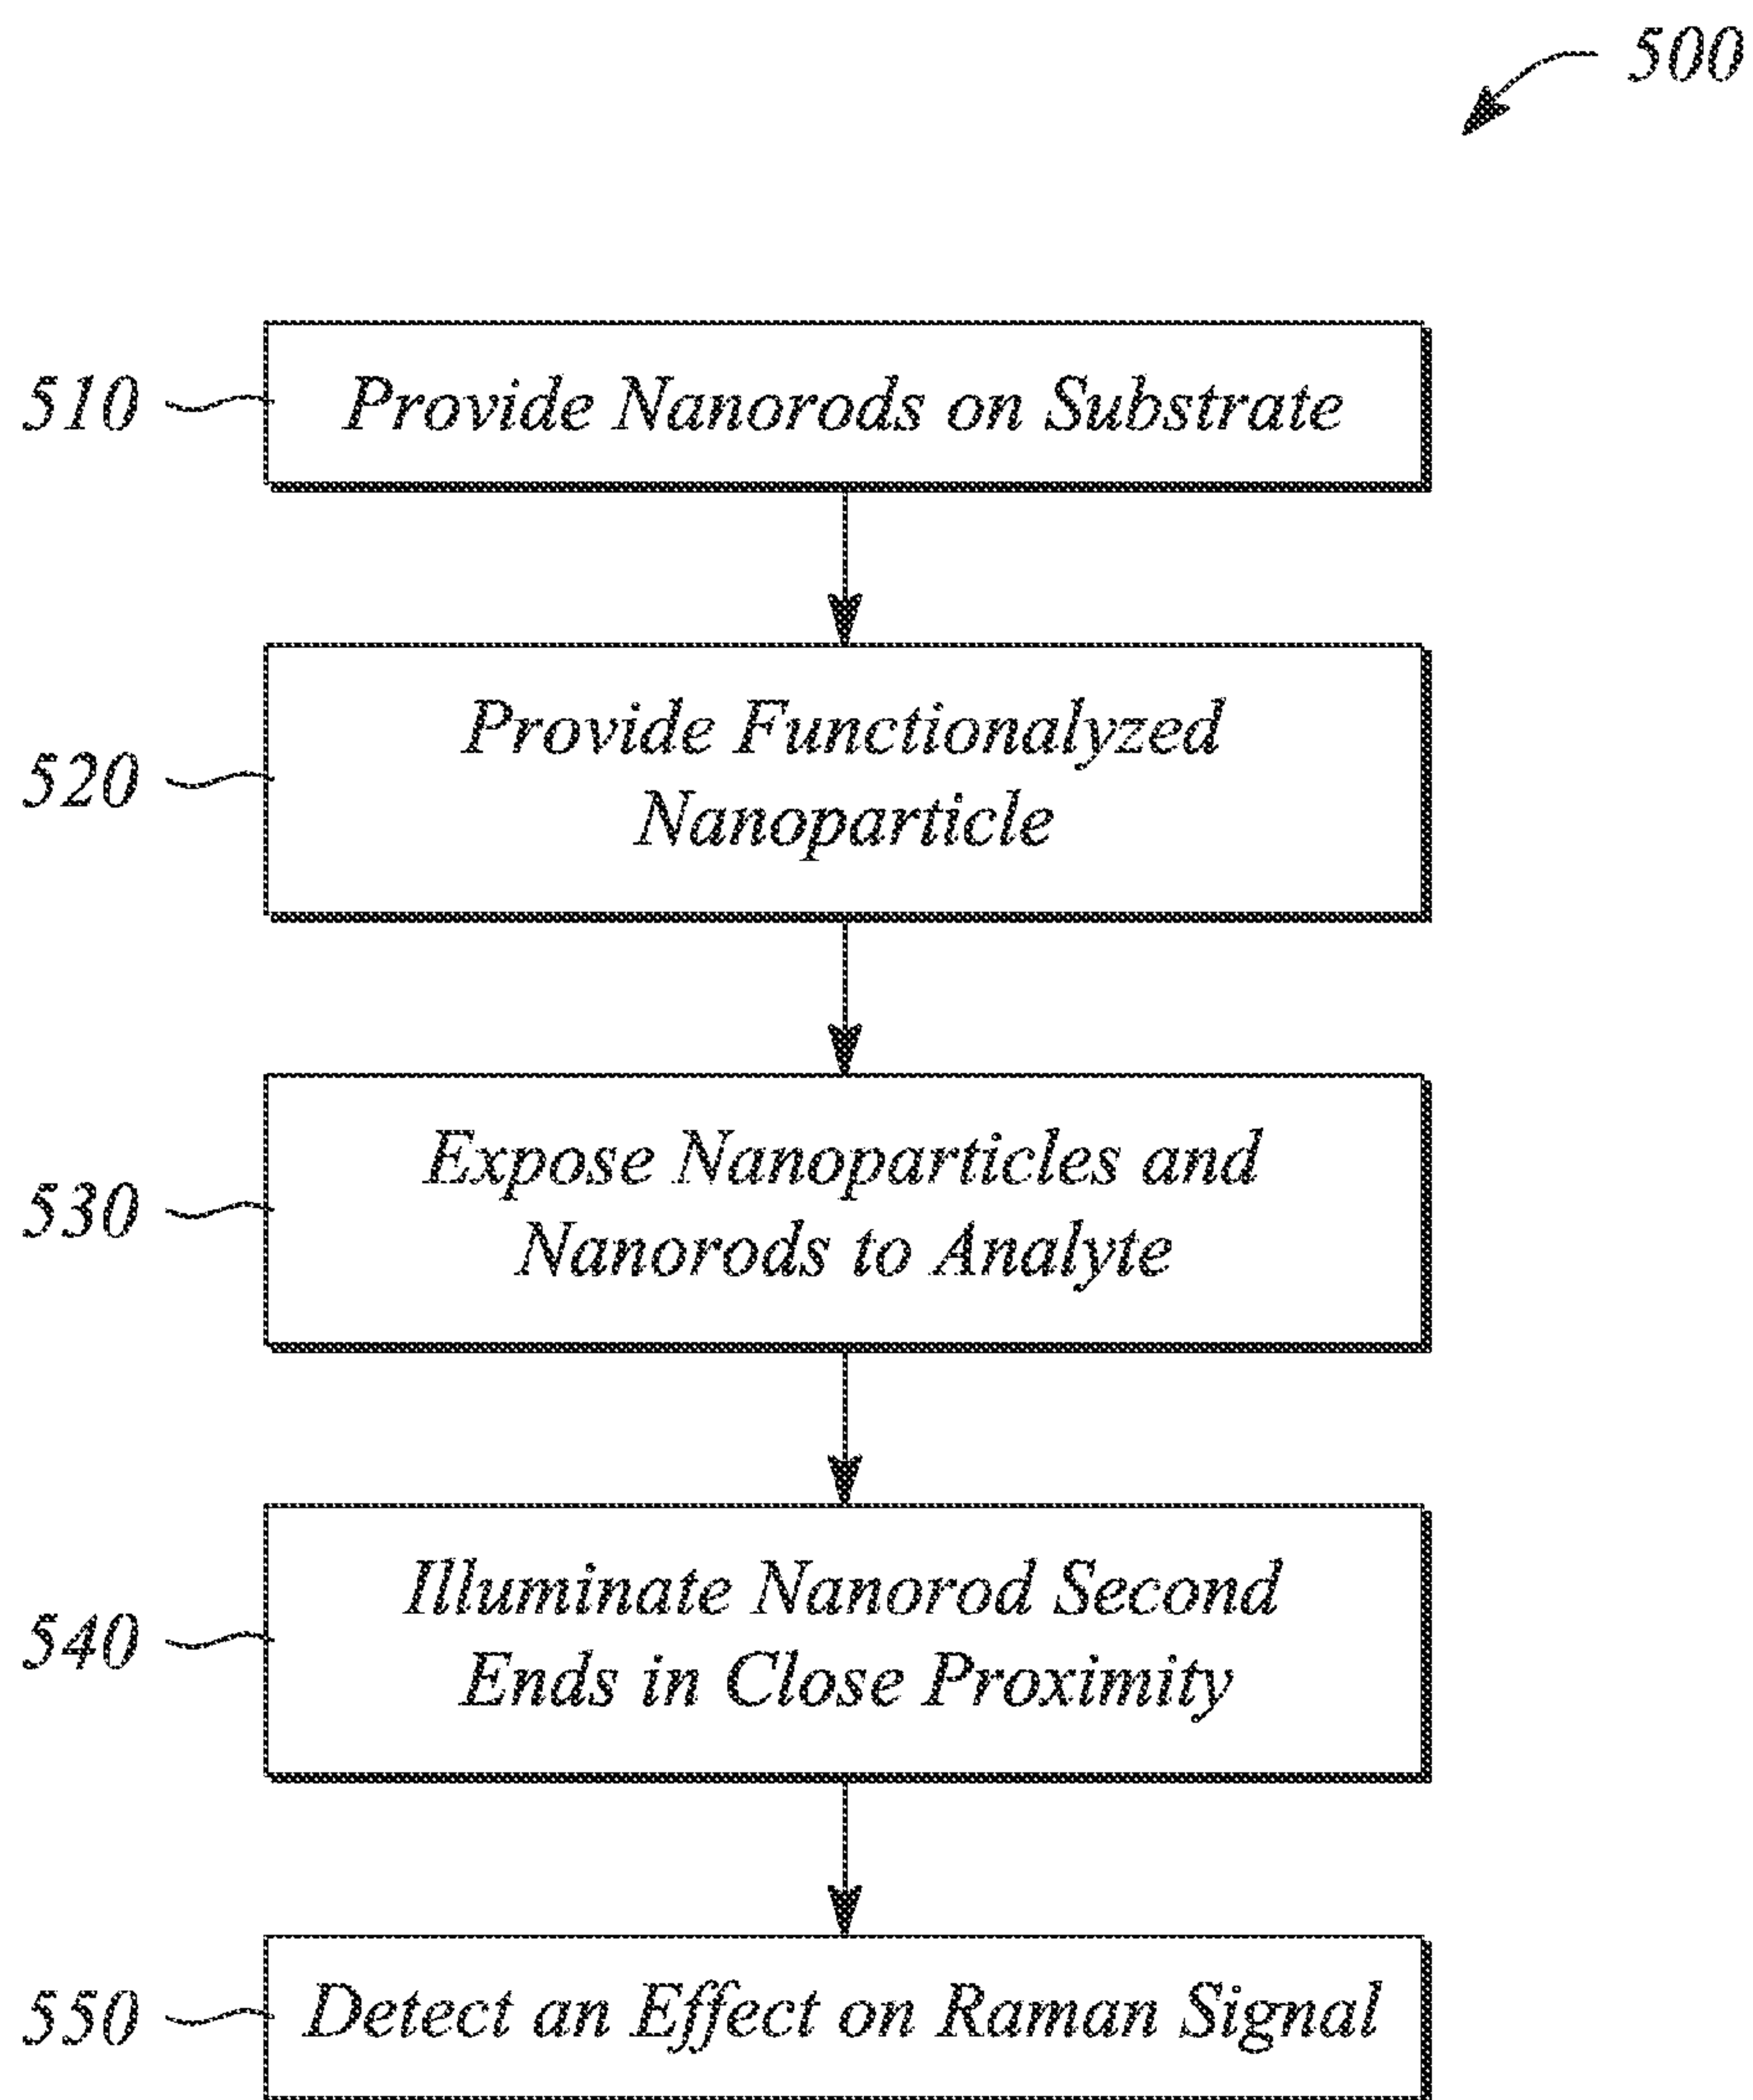 500
510 Provide Nanorods on Substrate
520 Provide Functionalyzed
Nanoparticle
530 Expose Nanoparticles and
Nanorods to Analyte
540 Illuminate Nanorod Second
Ends in Close Proximity
550 Detect an Effect on Raman Signal